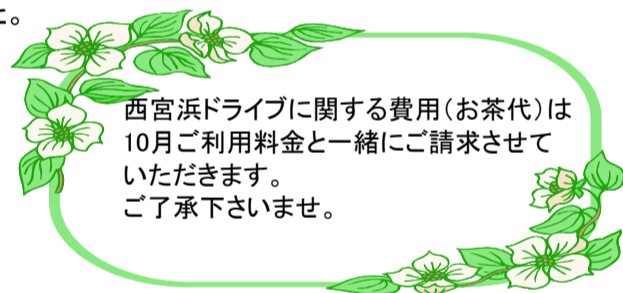 と。
西宮浜ドライブに関する費用(お茶代)は
10月ご利用料金と一緒にご請求させて
いただきます。
ご了承下さいませ。